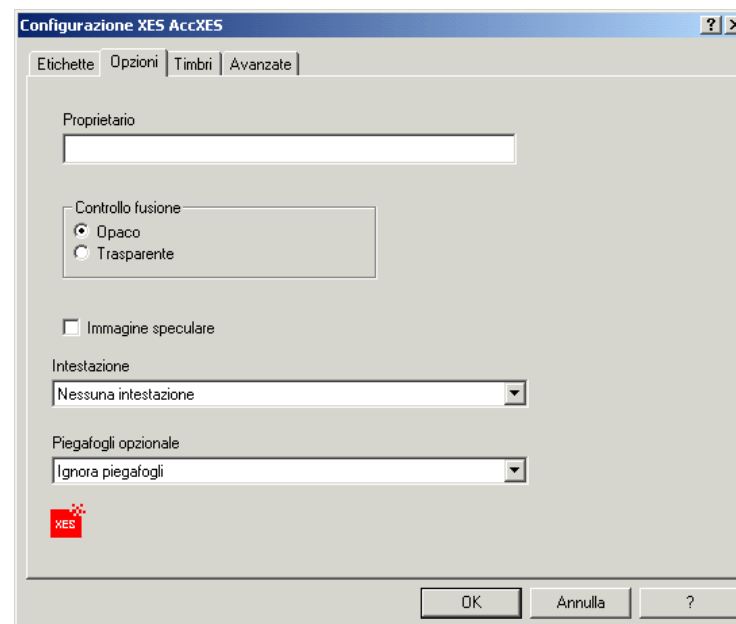 Configurazione XES AccXES
Etichette Opzioni Timbri Avanzate
Proprietario
Controllo fusione
Opaco
Trasparente
Immagine speculare
Intestazione
Nessuna intestazione
Piegafogli opzionale
Ignora piegafogli
XES
OK Annulla ?